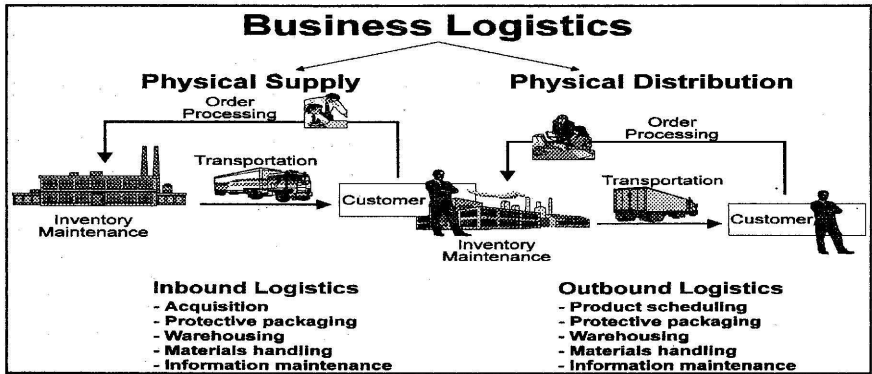 Business Logistics
Physical Supply
Physical Distribution
Order
Processing
Order
Processing
Transportation
Transportation
Customer
Customer
Inventory
Maintenance
Inventory
Maintenance
Inbound Logistics
- Acquisition
- Protective packaging
- Warehousing
- Materials handling
- Information maintenance
Outbound Logistics
- Product scheduling
- Protective packaging
- Warehousing
- Materials handling
- Information maintenance